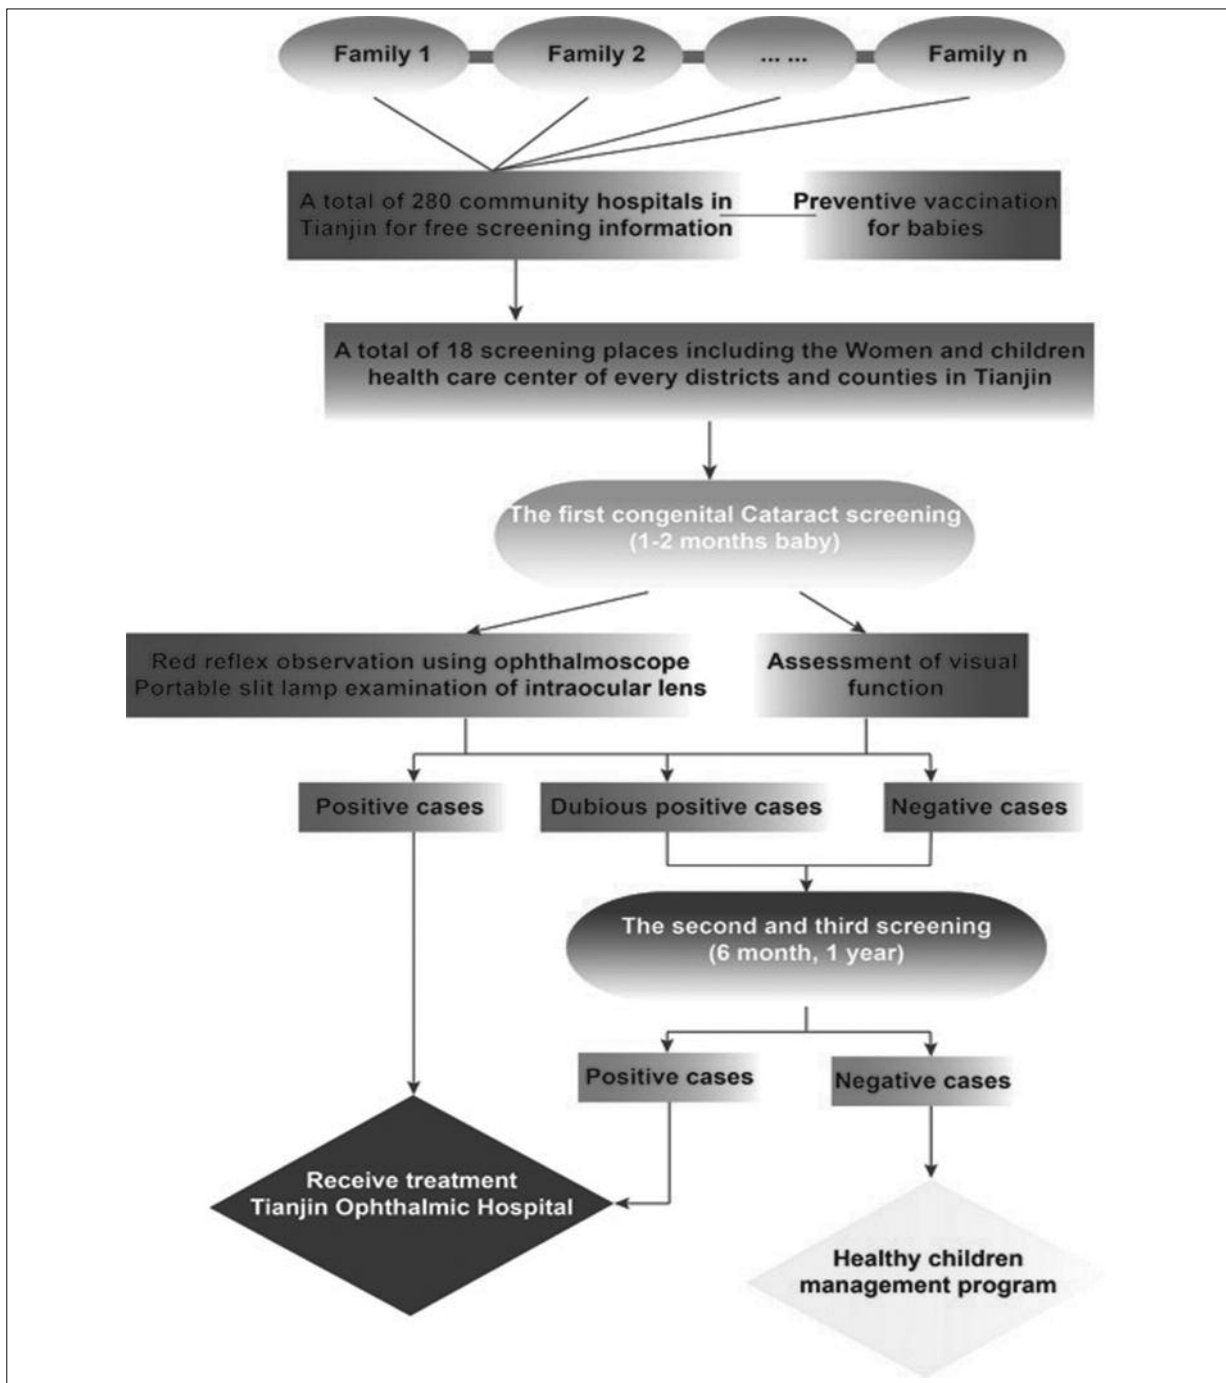 Family 1
Family 2
... ...
Family n
A total of 280 community hospitals in
Tianjin for free screening information
Preventive vaccination
for babies
A total of 18 screening places including the Women and children
health care center of every districts and counties in Tianjin
The first congenital Cataract screening
(1-2 months baby)
Red reflex observation using ophthalmoscope
Portable slit lamp examination of intraocular lens
Assessment of visual
function
Positive cases
Dubious positive cases
Negative cases
The second and third screening
(6 month, 1 year)
Positive cases
Negative cases
Receive treatment
Tianjin Ophthalmic Hospital
Healthy children
management program